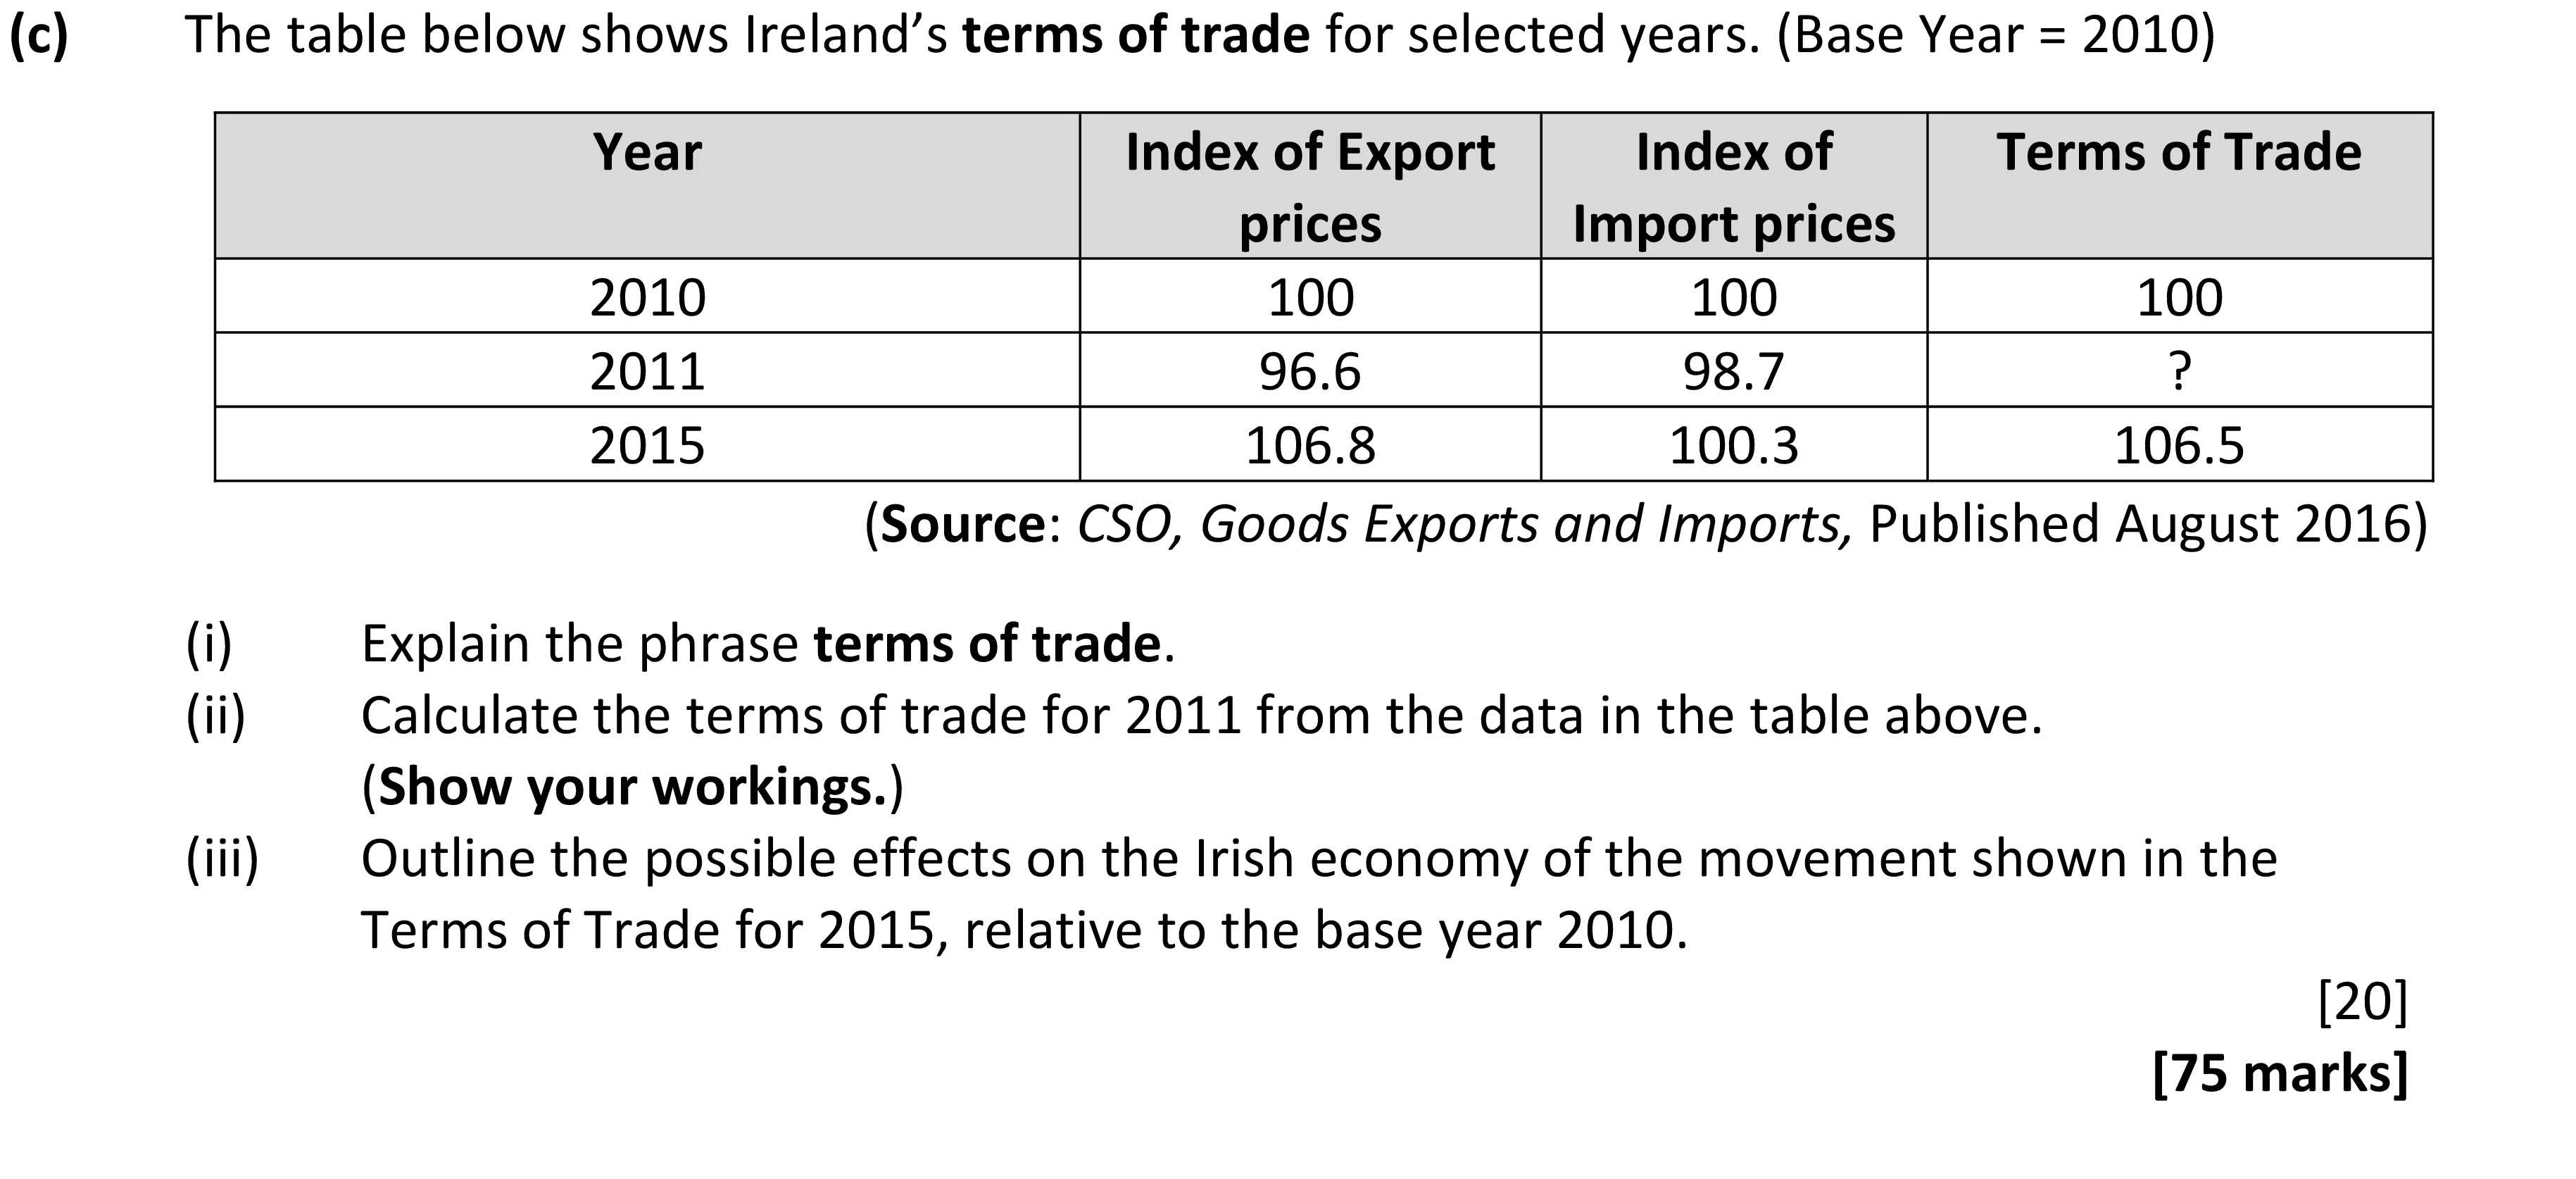 (c) The table below shows Ireland’s terms of trade for selected years. (Base Year = 2010)
Year Index of Export Index of Terms of Trade
prices Import prices
2010 100 100 100
2011 96.6 98.7 ?
2015 106.8 100.3 106.5
(Source: CSO, Goods Exports and Imports, Published August 2016)
(i) Explain the phrase terms of trade.
(ii) Calculate the terms of trade for 2011 from the data in the table above.
(Show your workings.)
(iii) Outline the possible effects on the Irish economy of the movement shown in the
Terms of Trade for 2015, relative to the base year 2010.
[20]
[75 marks]